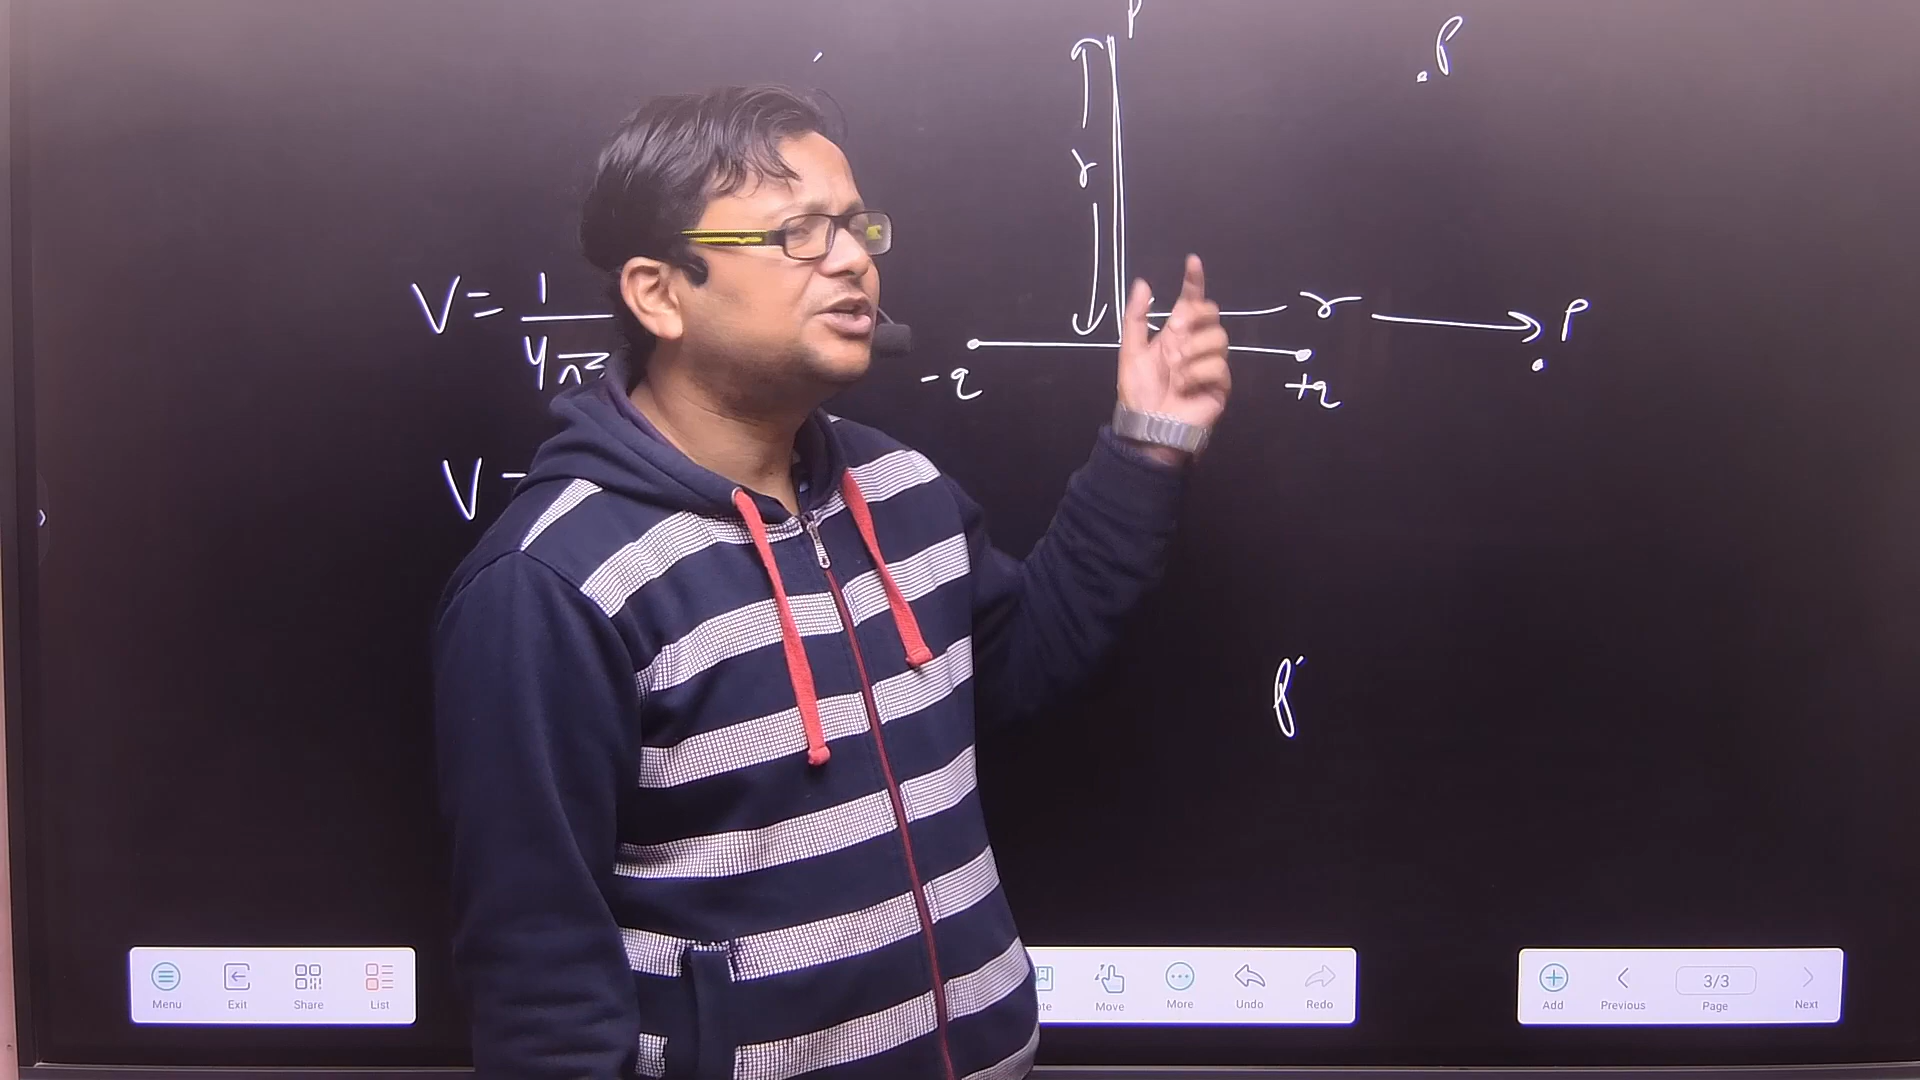 P
.P
r
V = 1
4π
r
P
-q
+q
V -
P
Menu
Exit
Share
List
Move
More
Undo
Redo
Add
Previous
3/3
Page
Next